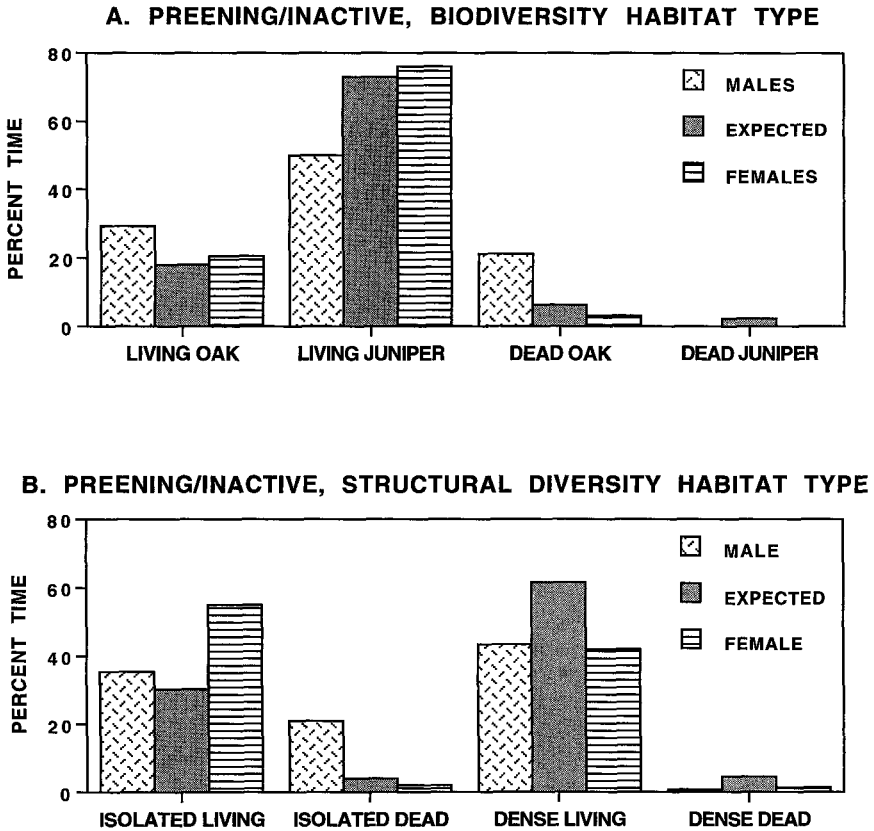 A. PREENING/INACTIVE, BIODIVERSITY HABITAT TYPE
PERCENT TIME
80
60
40
20
0
MALES
EXPECTED
FEMALES
LIVING OAK
LIVING JUNIPER
DEAD OAK
DEAD JUNIPER
B. PREENING/INACTIVE, STRUCTURAL DIVERSITY HABITAT TYPE
PERCENT TIME
80
60
40
20
0
MALE
EXPECTED
FEMALE
ISOLATED LIVING
ISOLATED DEAD
DENSE LIVING
DENSE DEAD